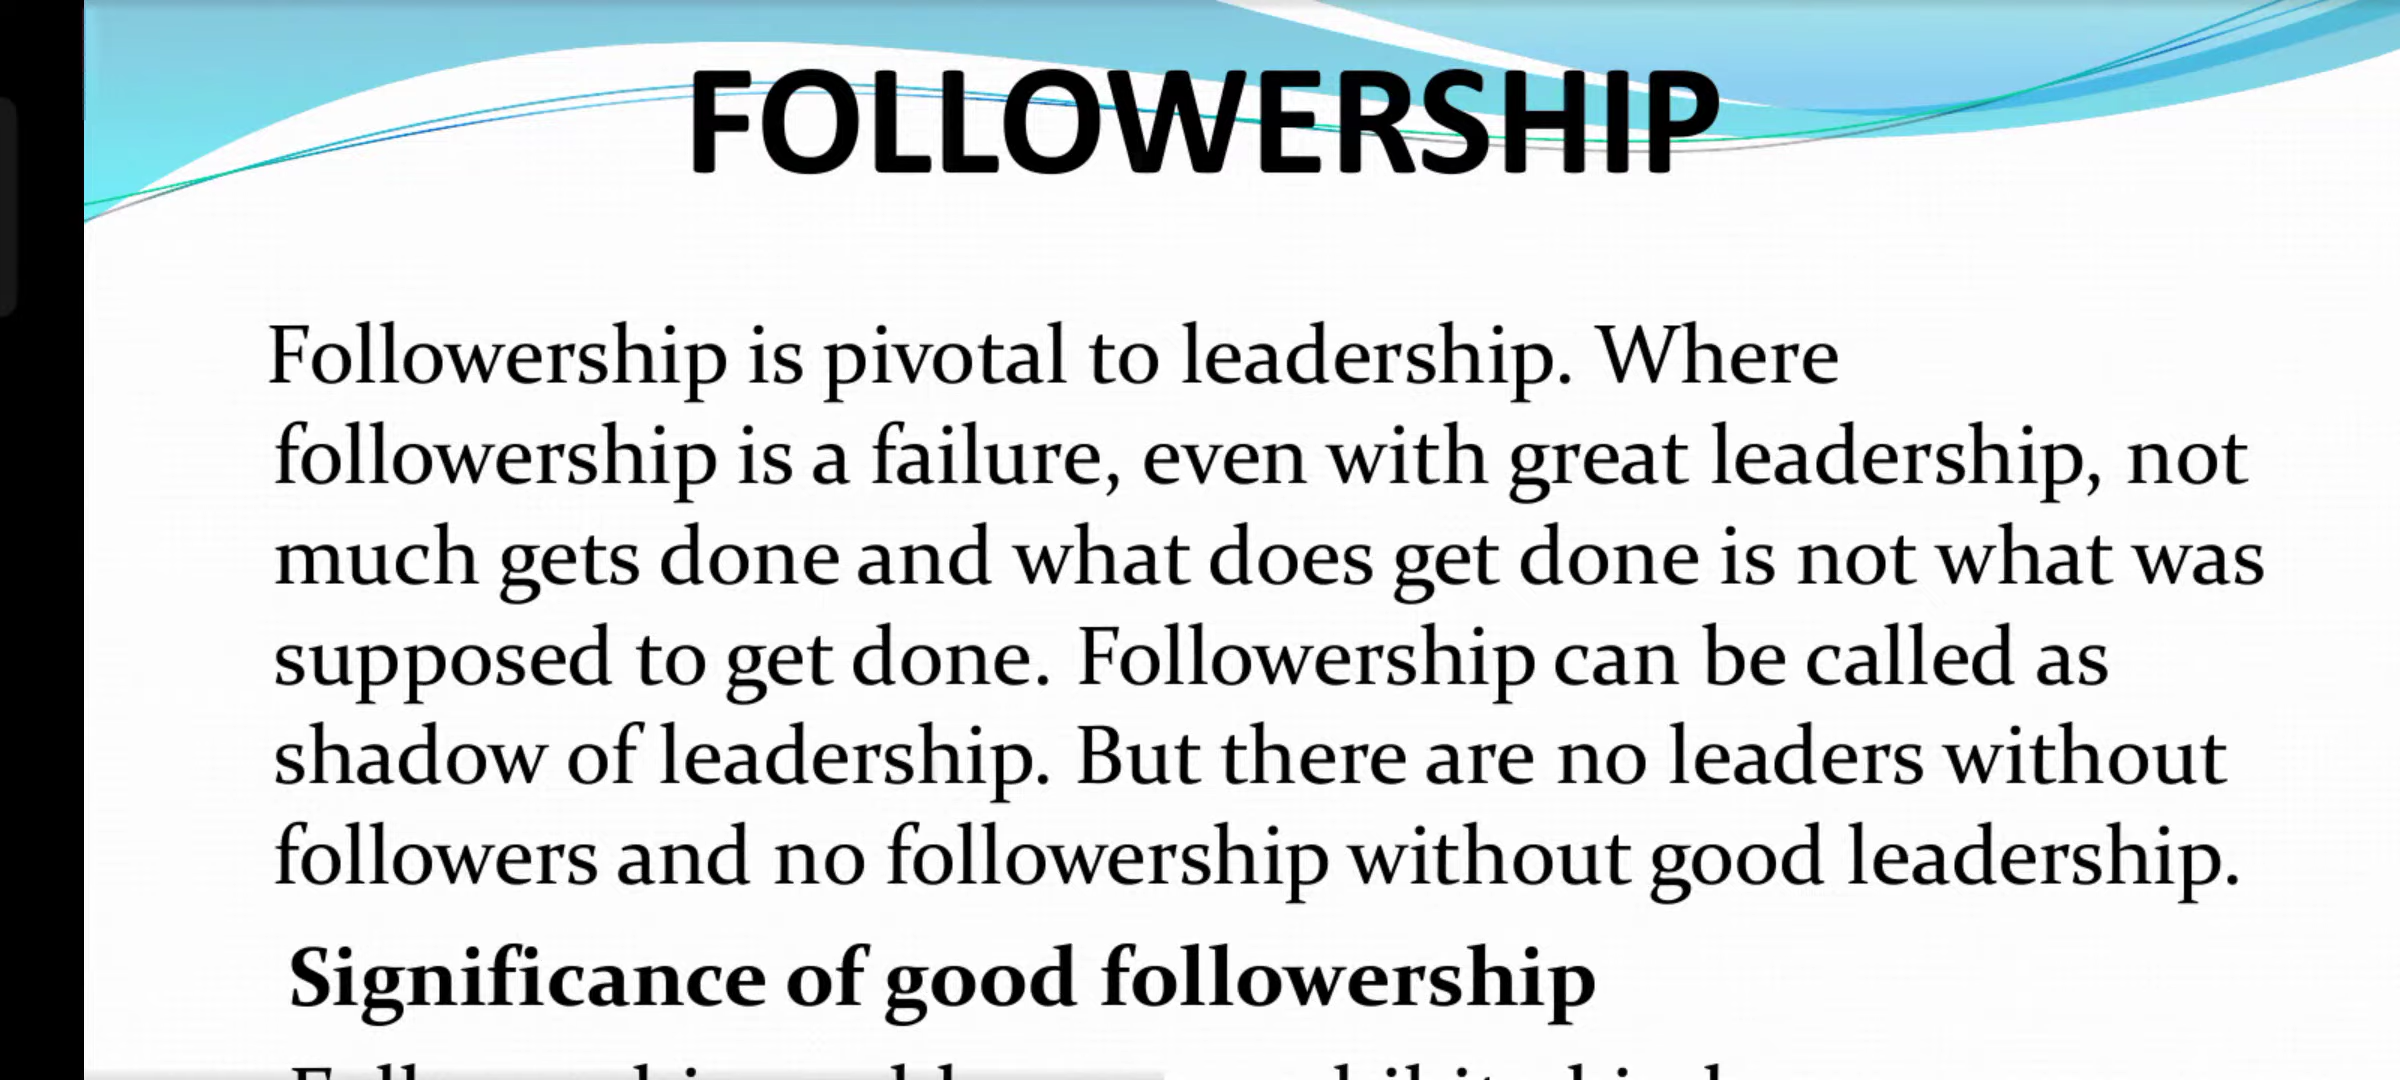 FOLLOWERSHIP
Followership is pivotal to leadership. Where
followership is a failure, even with great leadership, not
much gets done and what does get done is not what was
supposed to get done. Followership can be called as
shadow of leadership. But there are no leaders without
followers and no followership without good leadership.
Significance of good followership